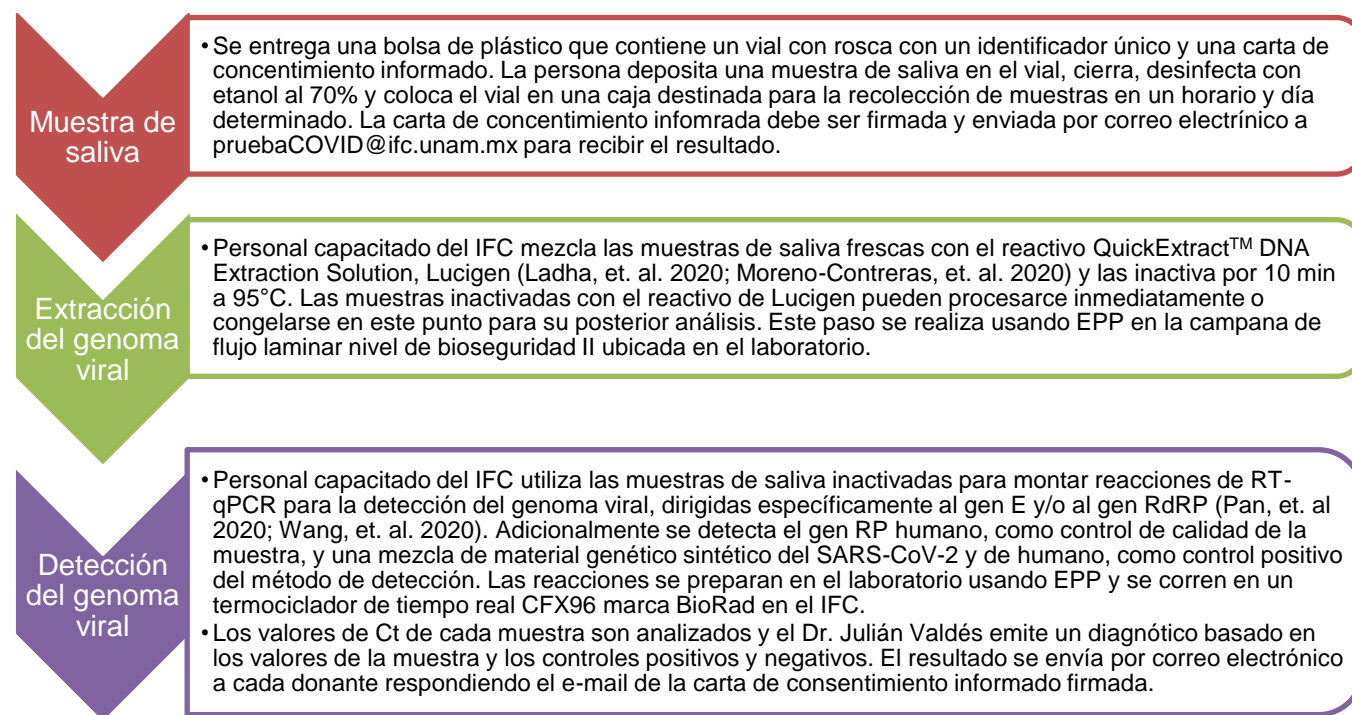 Muestra de
saliva
• Se entrega una bolsa de plástico que contiene un vial con rosca con un identificador único y una carta de
concentimiento informado. La persona deposita una muestra de saliva en el vial, cierra, desinfecta con
etanol al 70% y coloca el vial en una caja destinada para la recolección de muestras en un horario y día
determinado. La carta de concentimiento infomrada debe ser firmada y enviada por correo electrínico a
pruebaCOVID@ifc.unam.mx para recibir el resultado.
Extracción
del genoma
viral
• Personal capacitado del IFC mezcla las muestras de saliva frescas con el reactivo QuickExtract™ DNA
Extraction Solution, Lucigen (Ladha, et. al. 2020; Moreno-Contreras, et. al. 2020) y las inactiva por 10 min
a 95°C. Las muestras inactivadas con el reactivo de Lucigen pueden procesarce inmediatamente o
congelarse en este punto para su posterior análisis. Este paso se realiza usando EPP en la campana de
flujo laminar nivel de bioseguridad II ubicada en el laboratorio.
Detección
del genoma
viral
• Personal capacitado del IFC utiliza las muestras de saliva inactivadas para montar reacciones de RT-
qPCR para la detección del genoma viral, dirigidas específicamente al gen E y/o al gen RdRP (Pan, et. al
2020; Wang, et. al. 2020). Adicionalmente se detecta el gen RP humano, como control de calidad de la
muestra, y una mezcla de material genético sintético del SARS-CoV-2 y de humano, como control positivo
del método de detección. Las reacciones se preparan en el laboratorio usando EPP y se corren en un
termociclador de tiempo real CFX96 marca BioRad en el IFC.
• Los valores de Ct de cada muestra son analizados y el Dr. Julián Valdés emite un diagnótico basado en
los valores de la muestra y los controles positivos y negativos. El resultado se envía por correo electrónico
a cada donante respondiendo el e-mail de la carta de consentimiento informado firmada.